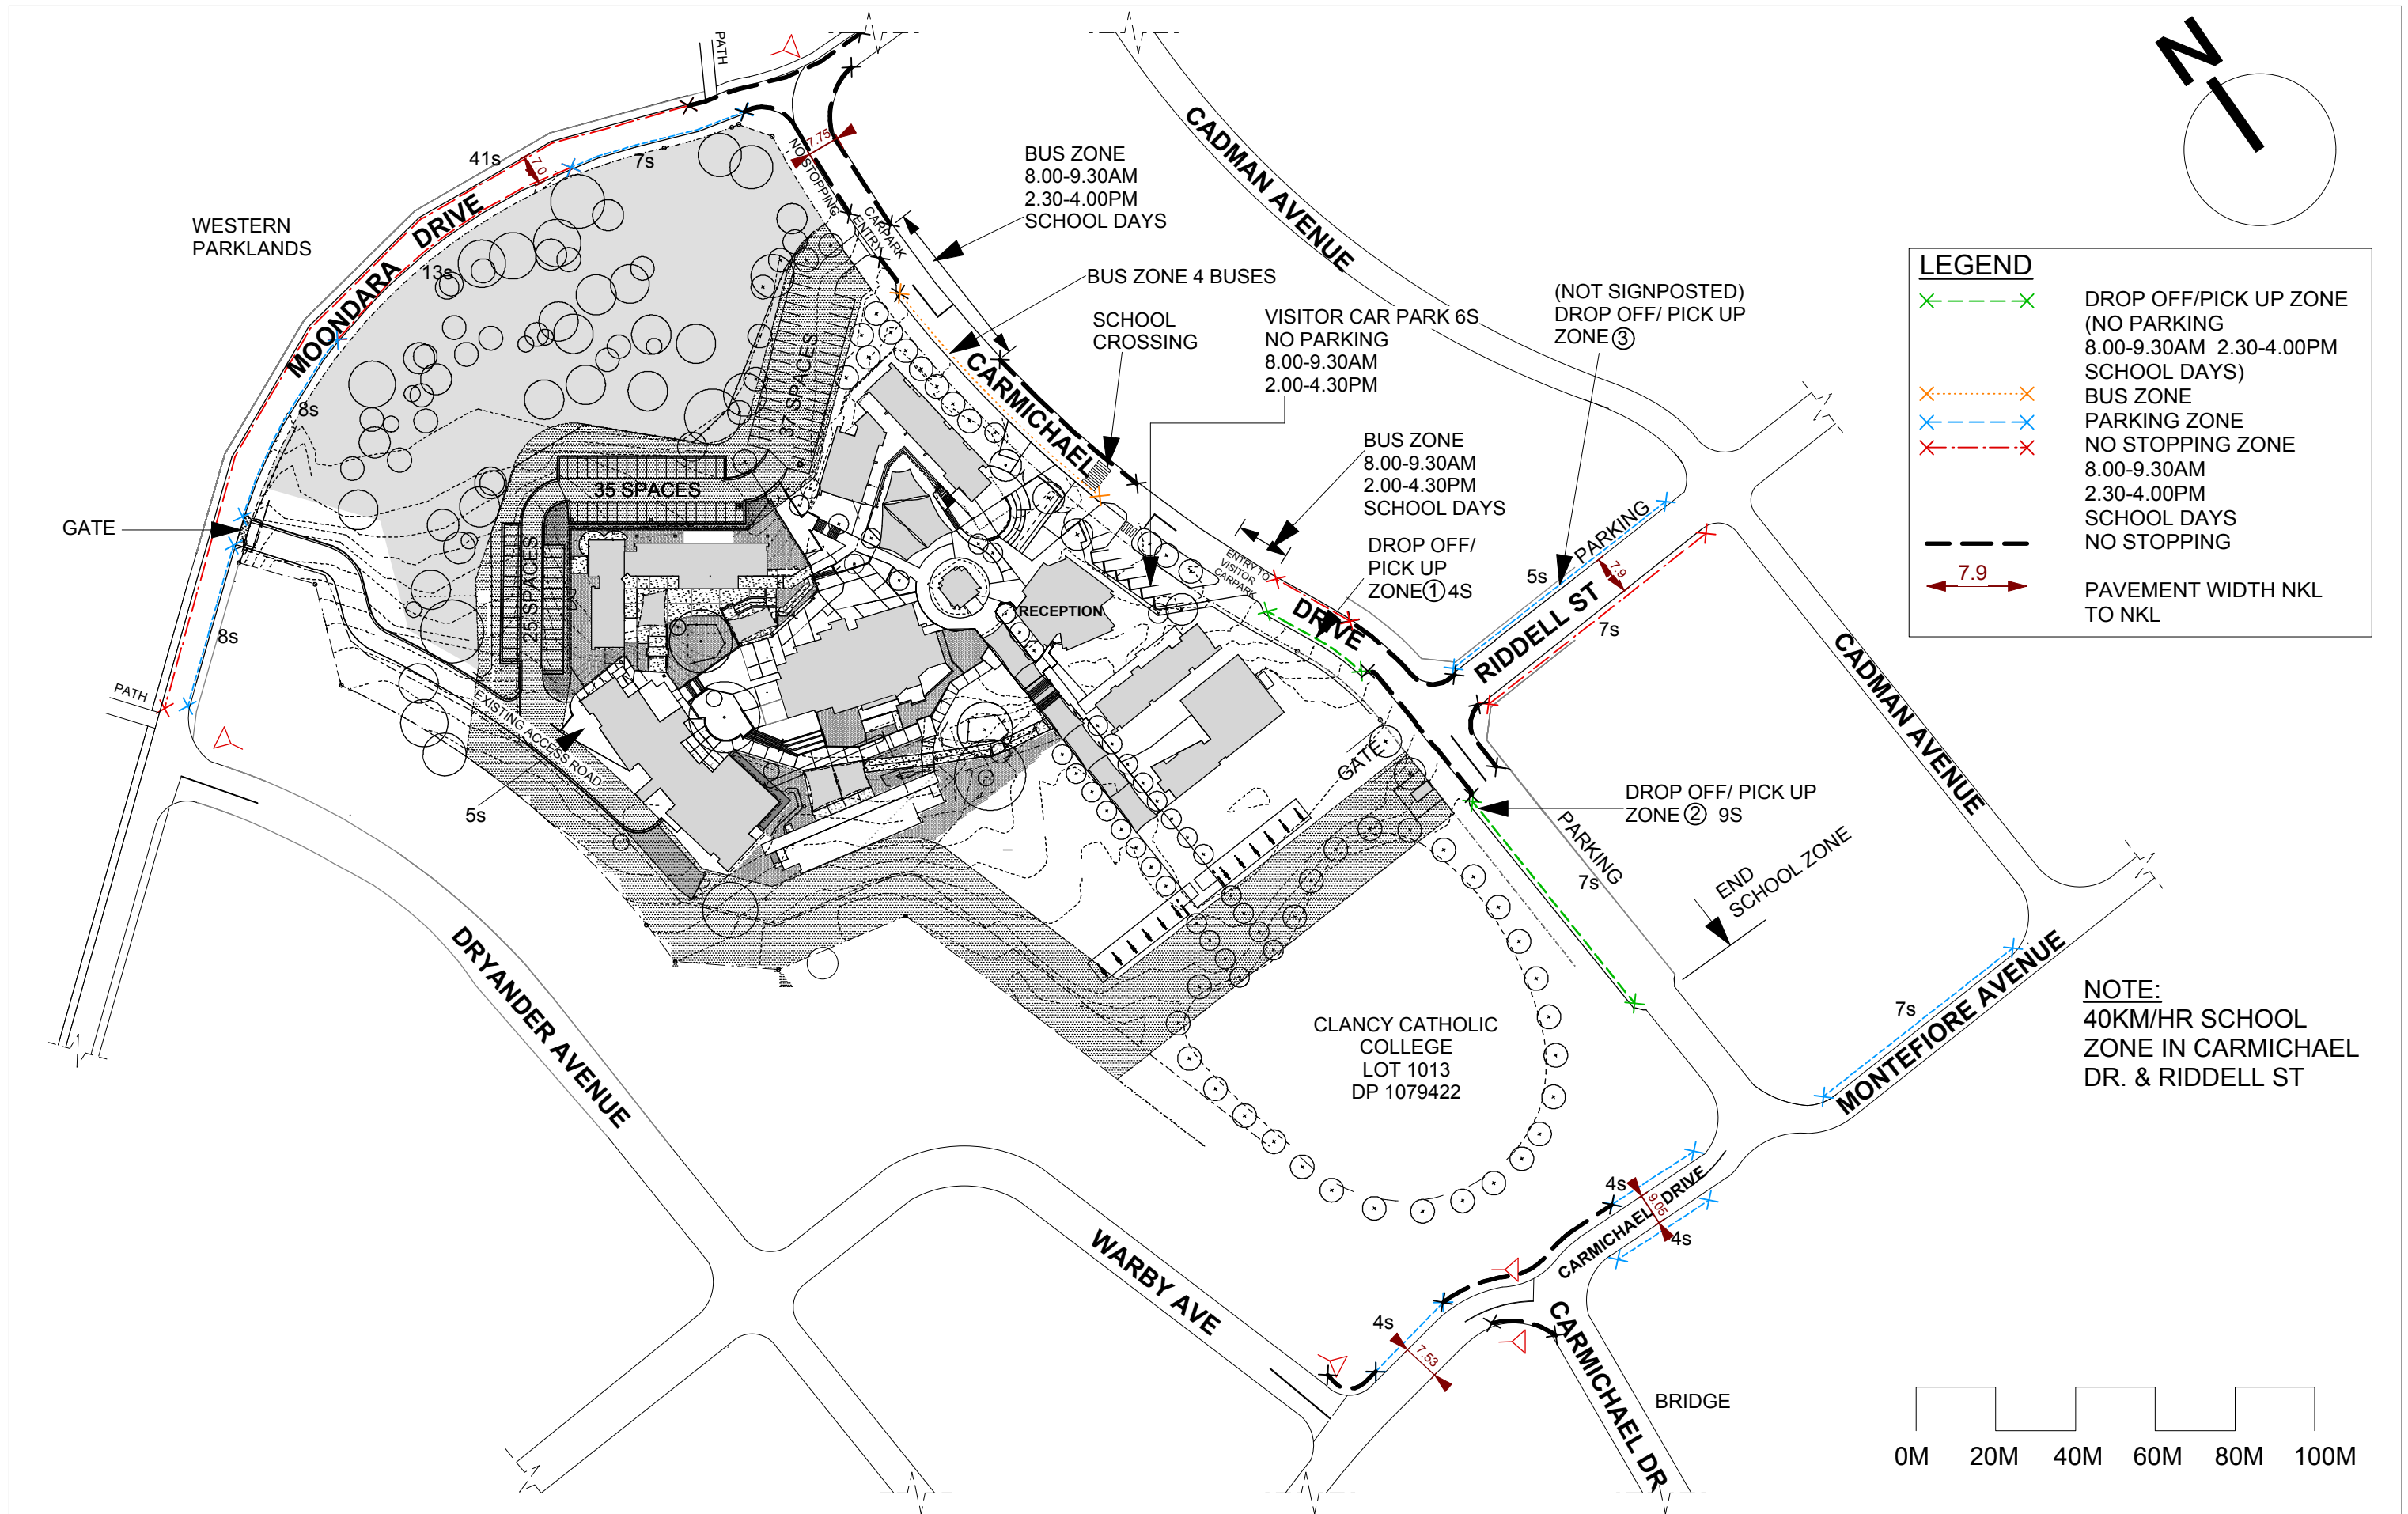 PATH
N
CADMAN AVENUE
7.75
NO STOPPING
BUS ZONE
8.00-9.30AM
2.30-4.00PM
SCHOOL DAYS
41s
7.0
7s
WESTERN
PARKLANDS
MOONDARA DRIVE
13s
8s
CARPARK
ENTRY
BUS ZONE 4 BUSES
SCHOOL
CROSSING
VISITOR CAR PARK 6S
NO PARKING
8.00-9.30AM
2.00-4.30PM
(NOT SIGNPOSTED)
DROP OFF/ PICK UP
ZONE ③
LEGEND
DROP OFF/PICK UP ZONE
(NO PARKING
8.00-9.30AM 2.30-4.00PM
SCHOOL DAYS)
BUS ZONE
PARKING ZONE
NO STOPPING ZONE
8.00-9.30AM
2.30-4.00PM
SCHOOL DAYS
NO STOPPING
7.9
PAVEMENT WIDTH NKL
TO NKL
37 SPACES
CARMICHAEL
DRIVE
BUS ZONE
8.00-9.30AM
2.00-4.30PM
SCHOOL DAYS
DROP OFF/
PICK UP
ZONE ① 4S
ENTRY TO
VISITOR
CARPARK
PARKING
5s
7.9
RIDDELL ST
7s
GATE
35 SPACES
25 SPACES
RECEPTION
8s
PATH
EXISTING ACCESS ROAD
5s
GATE
DROP OFF/ PICK UP
ZONE ② 9S
PARKING
7s
END
SCHOOL ZONE
CADMAN AVENUE
MONTEFIORE AVENUE
7s
NOTE:
40KM/HR SCHOOL
ZONE IN CARMICHAEL
DR. & RIDDELL ST
DRYANDER AVENUE
CLANCY CATHOLIC
COLLEGE
LOT 1013
DP 1079422
WARBY AVE
4s
9.05
CARMICHAEL DRIVE
4s
4s
7.53
CARMICHAEL DR
BRIDGE
0M 20M 40M 60M 80M 100M